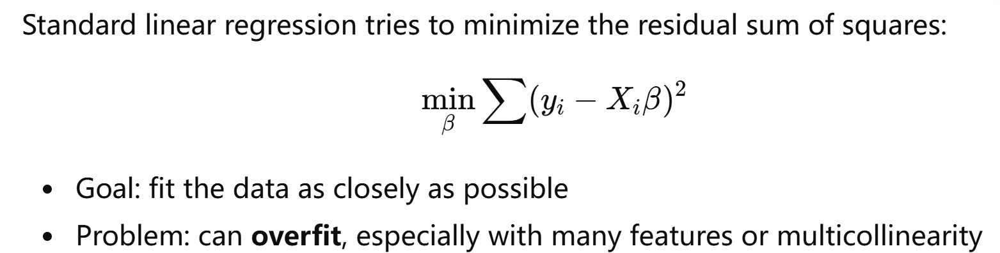 Standard linear regression tries to minimize the residual sum of squares:
min_β ∑(y_i − X_iβ)²
• Goal: fit the data as closely as possible
• Problem: can overfit, especially with many features or multicollinearity